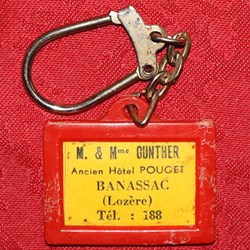 M. & Mme GUNTHER
Ancien Hôtel POUGET
BANASSAC
(Lozère)
Tél. : 188